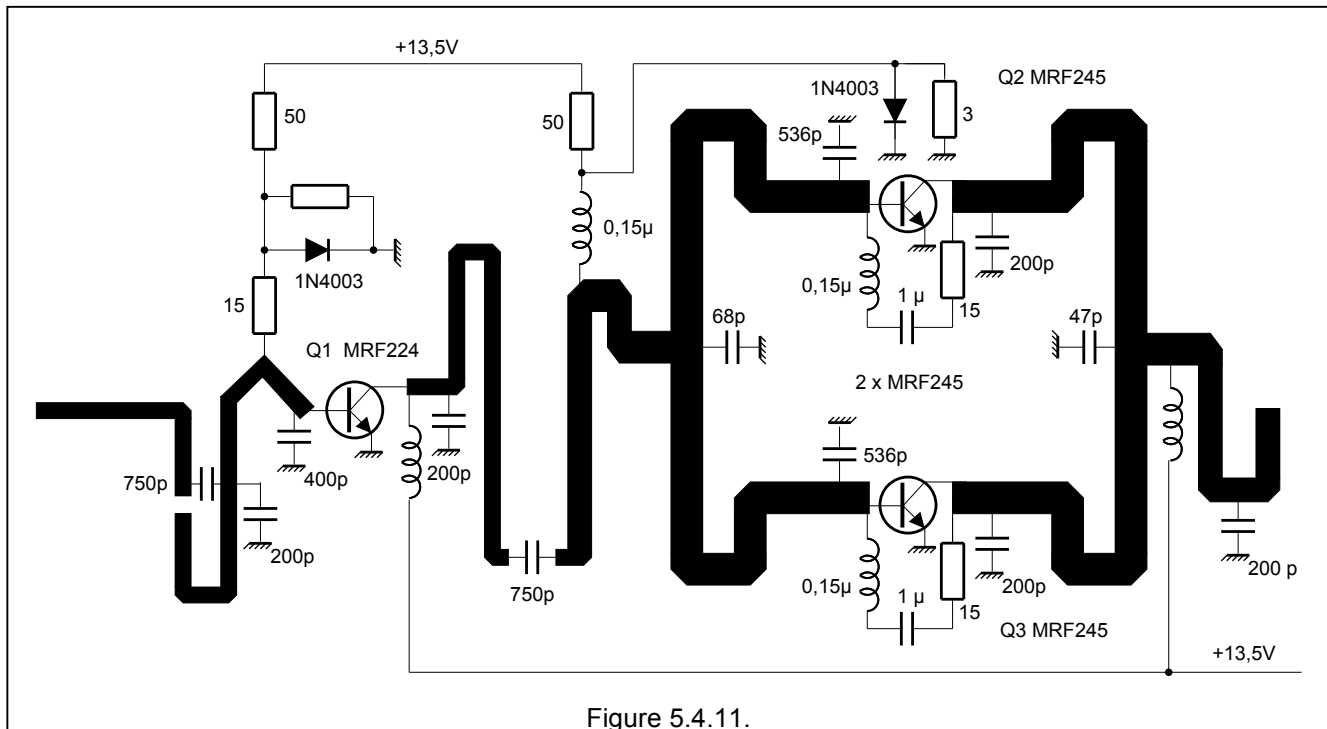 +13,5V
Q2 MRF245
1N4003
50
50
3
536p
0,15µ
1N4003
200p
0,15µ
1 µ
15
15
68p
47p
Q1 MRF224
2 x MRF245
536p
750p
400p
200p
200p
200p
0,15µ
1 µ
200 p
750p
15
Q3 MRF245
+13,5V
Figure 5.4.11.